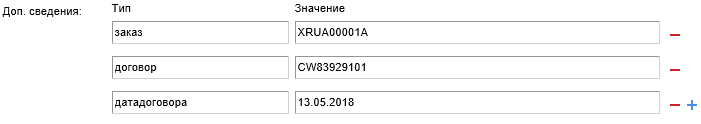 Доп. сведения: Тип Значение
заказ XRUA00001A
договор CW83929101
датадоговора 13.05.2018